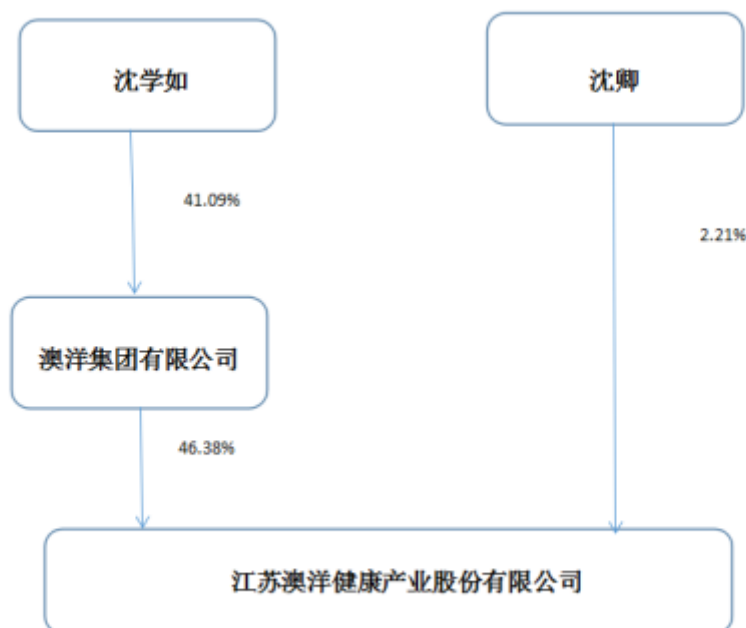 沈学如
沈卿
41.09%
2.21%
澳洋集团有限公司
46.38%
江苏澳洋健康产业股份有限公司